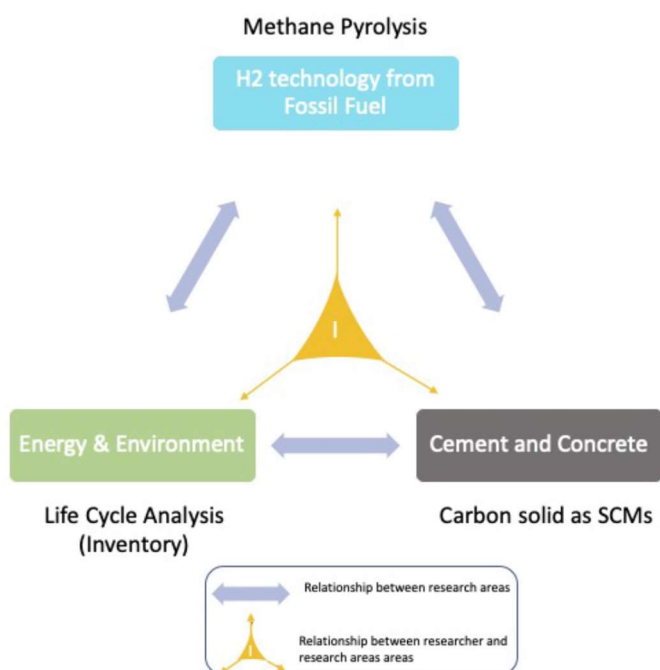 Methane Pyrolysis
H2 technology from
Fossil Fuel
I
Energy & Environment
Cement and Concrete
Life Cycle Analysis
(Inventory)
Carbon solid as SCMs
Relationship between research areas
I
Relationship between researcher and
research areas areas